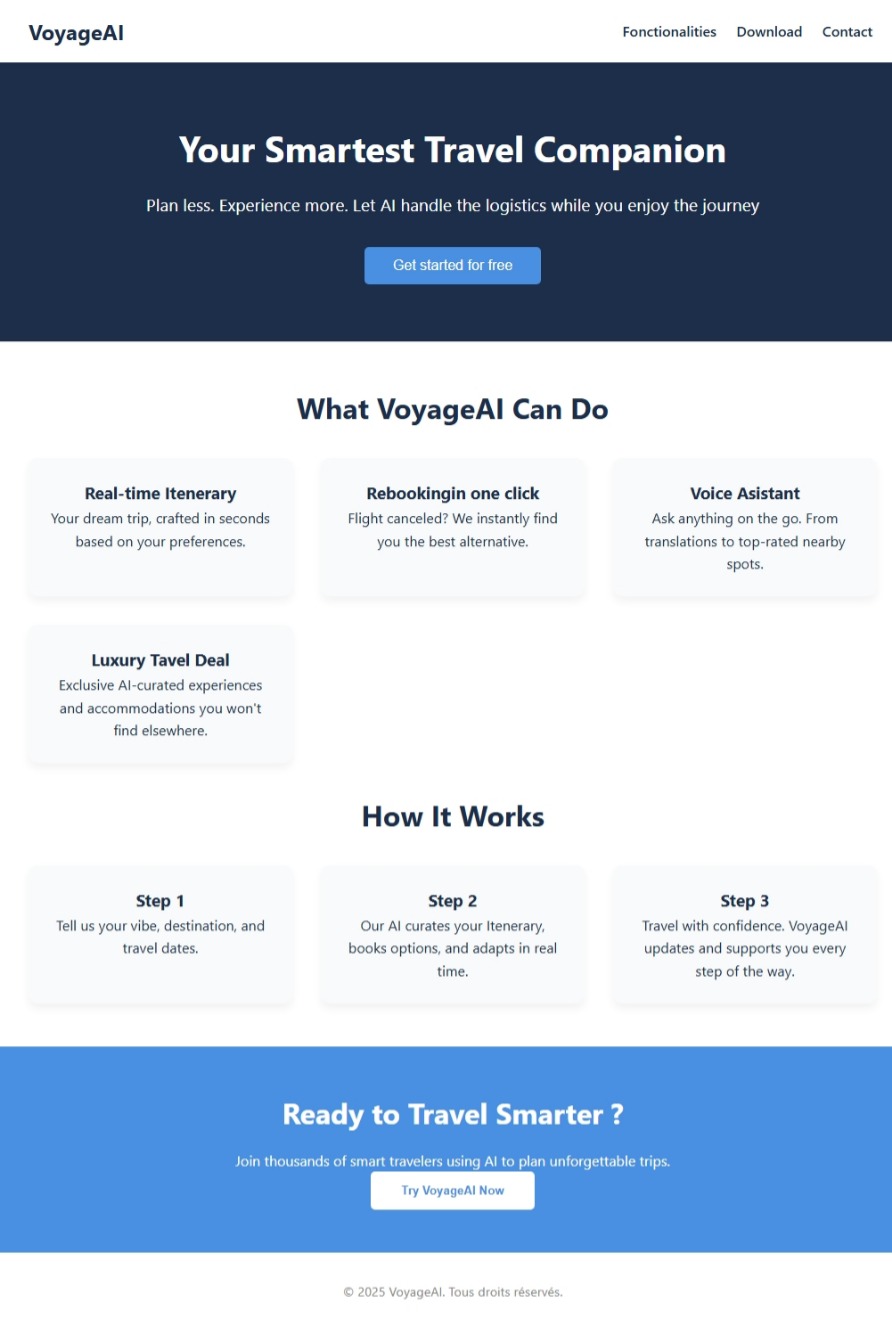 VoyageAI
Fonctionalities Download Contact
Your Smartest Travel Companion
Plan less. Experience more. Let AI handle the logistics while you enjoy the journey
Get started for free
What VoyageAI Can Do
Real-time Itenerary
Your dream trip, crafted in seconds
based on your preferences.
Rebookingin one click
Flight canceled? We instantly find
you the best alternative.
Voice Asistant
Ask anything on the go. From
translations to top-rated nearby
spots.
Luxury Tavel Deal
Exclusive AI-curated experiences
and accommodations you won't
find elsewhere.
How It Works
Step 1
Tell us your vibe, destination, and
travel dates.
Step 2
Our AI curates your Itenerary,
books options, and adapts in real
time.
Step 3
Travel with confidence. VoyageAI
updates and supports you every
step of the way.
Ready to Travel Smarter ?
Join thousands of smart travelers using AI to plan unforgettable trips.
Try VoyageAI Now
© 2025 VoyageAI. Tous droits réservés.